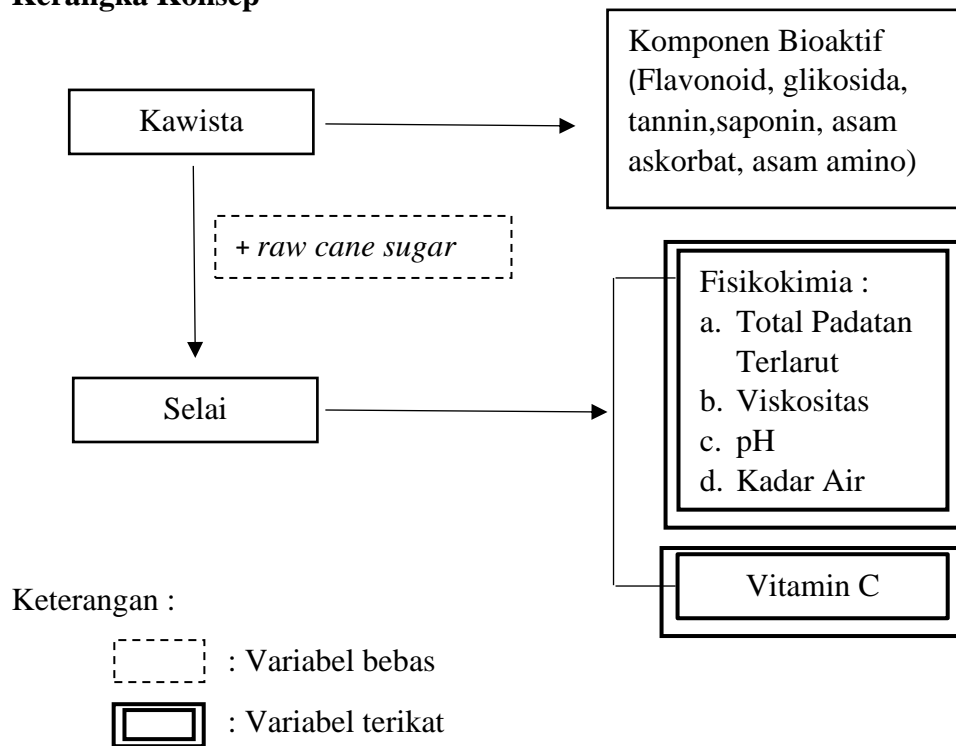 Kerangka Konsep
Komponen Bioaktif
(Flavonoid, glikosida,
tannin,saponin, asam
askorbat, asam amino)
Kawista
+ raw cane sugar
Fisikokimia :
a. Total Padatan
Terlarut
b. Viskositas
c. pH
d. Kadar Air
Selai
Vitamin C
Keterangan :
: Variabel bebas
: Variabel terikat